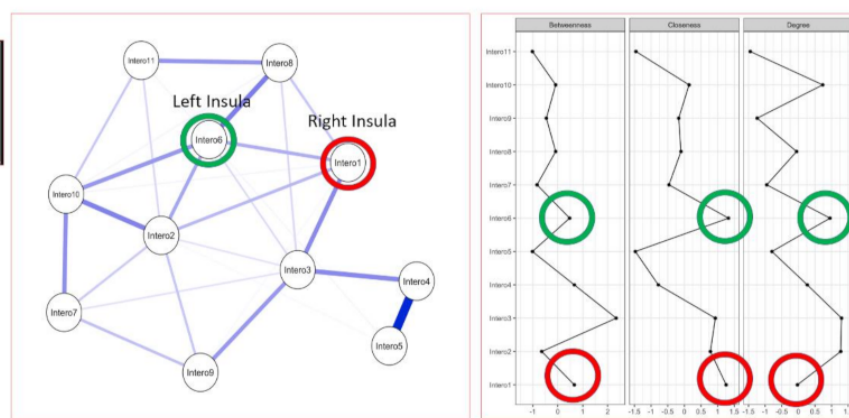 Intero11
Intero8
Left Insula
Right Insula
Intero6
Intero1
Intero10
Intero2
Intero3
Intero4
Intero7
Intero5
Intero9
Betweenness
Closeness
Degree
Intero11
Intero10
Intero9
Intero8
Intero7
Intero6
Intero5
Intero4
Intero3
Intero2
Intero1
-1 0 1 2
-1.5 -1 -0.5 0 0.5 1 1.5
-1.5 -1 -0.5 0 0.5 1 1.5